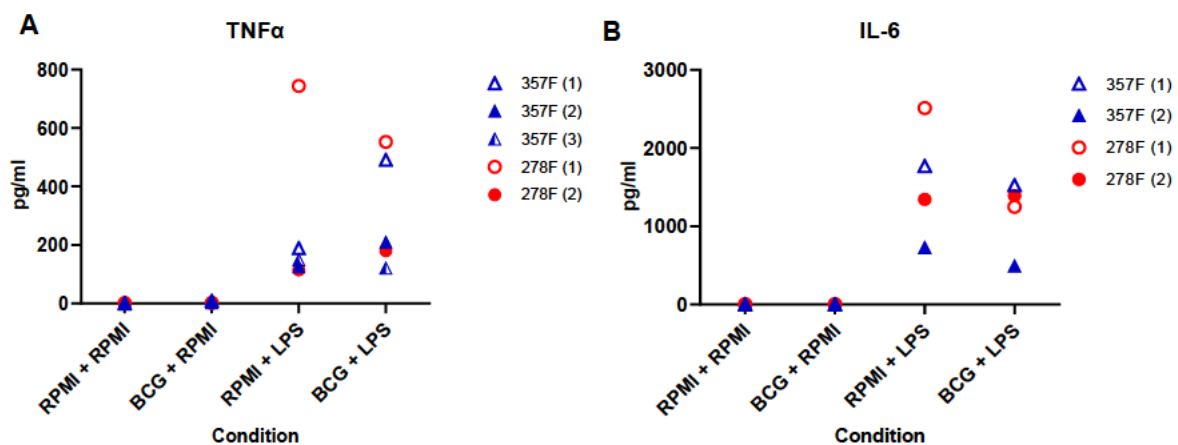 A
TNFα
800
600
400
200
0
pg/ml
RPMI + RPMI
BCG + RPMI
RPMI + LPS
BCG + LPS
Condition
357F (1)
357F (2)
357F (3)
278F (1)
278F (2)
B
IL-6
3000
2000
1000
0
pg/ml
RPMI + RPMI
BCG + RPMI
RPMI + LPS
BCG + LPS
Condition
357F (1)
357F (2)
278F (1)
278F (2)